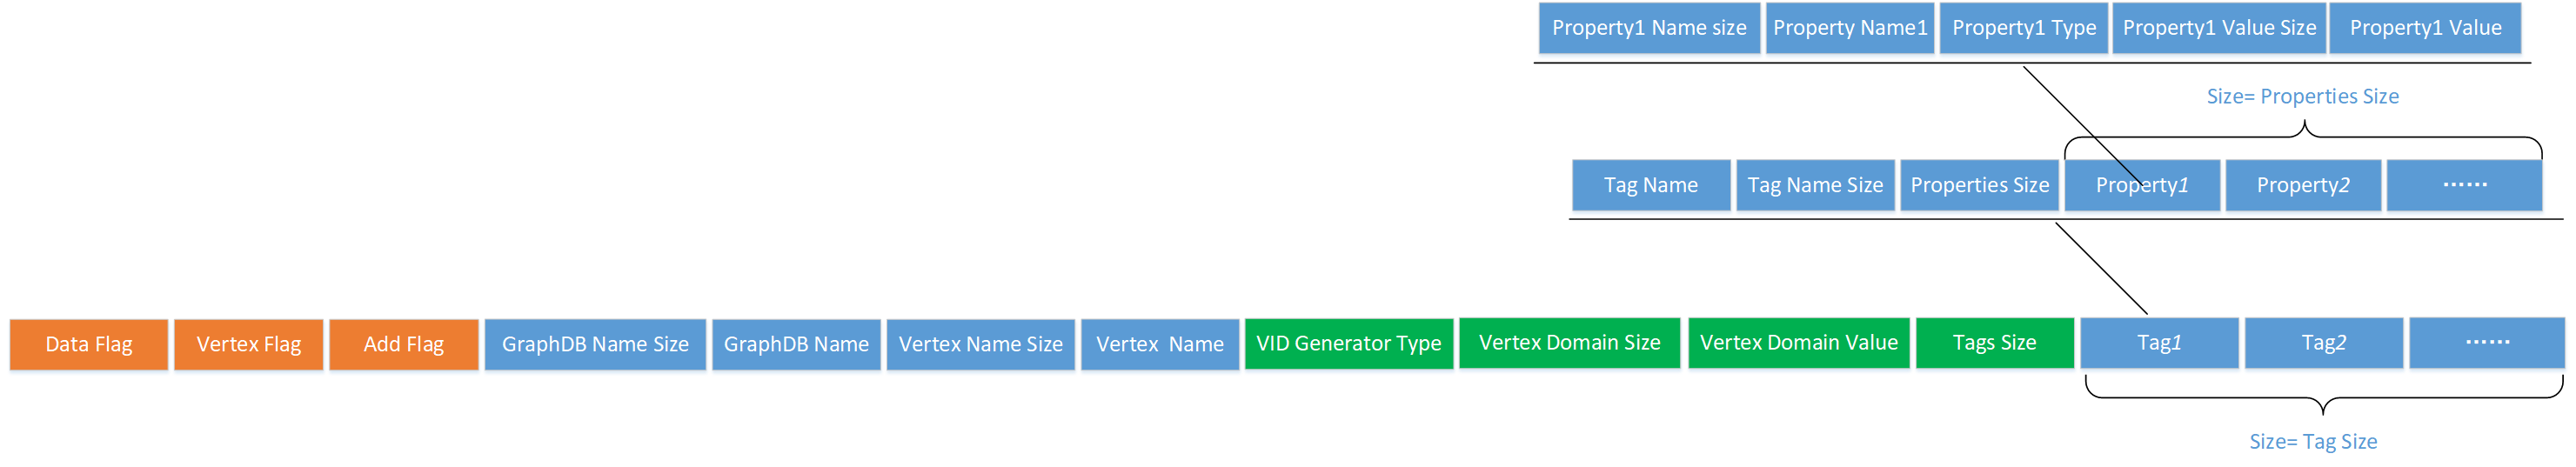 Property1 Name size Property Name1 Property1 Type Property1 Value Size Property1 Value
Size= Properties Size
Tag Name Tag Name Size Properties Size Property1 Property2 ······
Data Flag Vertex Flag Add Flag GraphDB Name Size GraphDB Name Vertex Name Size Vertex Name VID Generator Type Vertex Domain Size Vertex Domain Value Tags Size Tag1 Tag2 ······
Size= Tag Size